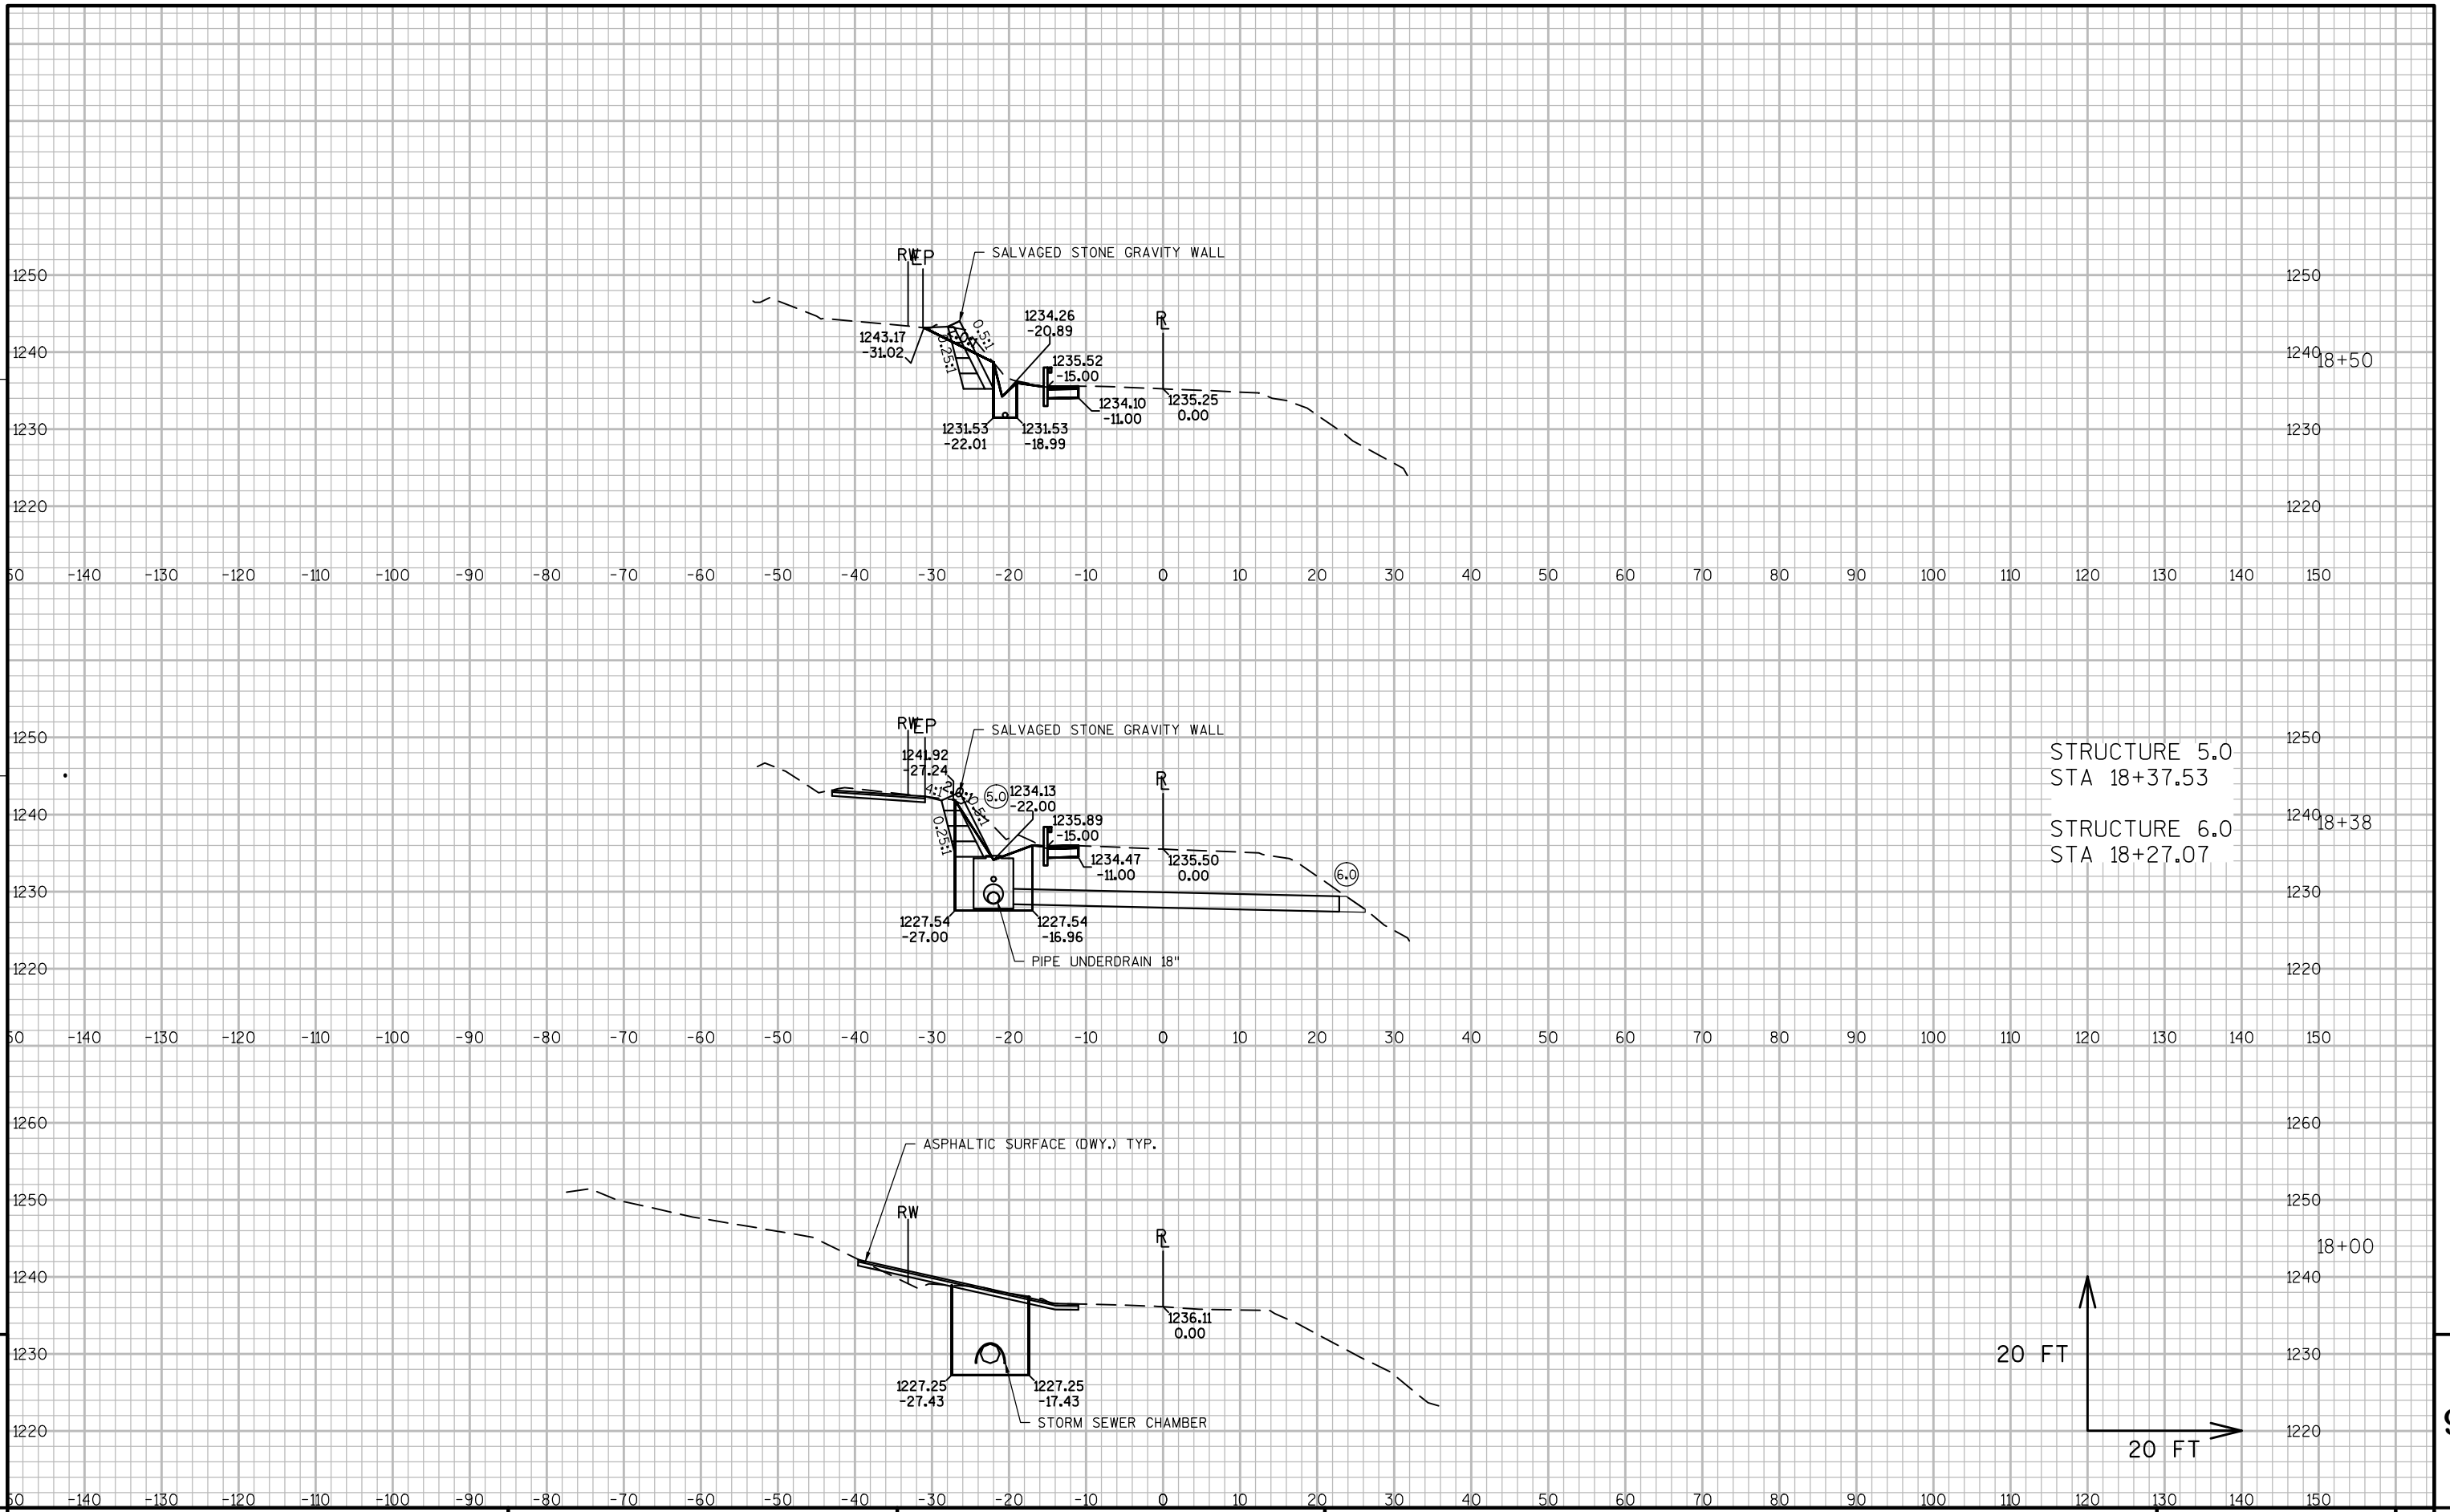 RW EP
SALVAGED STONE GRAVITY WALL
1250 1250
1234.26
-20.89
0.5:1
R
1243.17
-31.02
0.25:1
1240 1240 18+50
1235.52
-15.00
1234.10
-11.00
1235.25
0.00
1230 1230
1231.53
-22.01
1231.53
-18.99
1220 1220
-140 -130 -120 -110 -100 -90 -80 -70 -60 -50 -40 -30 -20 -10 0 10 20 30 40 50 60 70 80 90 100 110 120 130 140 150
RW EP
SALVAGED STONE GRAVITY WALL
1250 1250
STRUCTURE 5.0
STA 18+37.53
1241.92
-27.24
R
4:1
5.0
1234.13
-22.00
0.5:1
0.25:1
1240 1240 18+38
STRUCTURE 6.0
STA 18+27.07
1235.89
-15.00
1234.47
-11.00
1235.50
0.00
6.0
1230 1230
1227.54
-27.00
1227.54
-16.96
PIPE UNDERDRAIN 18"
1220 1220
-140 -130 -120 -110 -100 -90 -80 -70 -60 -50 -40 -30 -20 -10 0 10 20 30 40 50 60 70 80 90 100 110 120 130 140 150
1260 1260
ASPHALTIC SURFACE (DWY.) TYP.
1250 1250
RW
R
18+00
1240 1240
1236.11
0.00
1230 1230
20 FT
1227.25
-27.43
1227.25
-17.43
STORM SEWER CHAMBER
1220 1220
20 FT
-140 -130 -120 -110 -100 -90 -80 -70 -60 -50 -40 -30 -20 -10 0 10 20 30 40 50 60 70 80 90 100 110 120 130 140 150